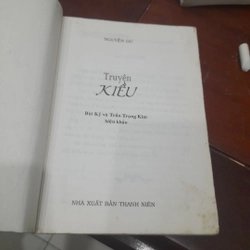 NGUYỄN DU
Truyện
KIỀU
Bùi Kỷ và Trần Trọng Kim
hiệu khảo
NHÀ XUẤT BẢN THANH NIÊN